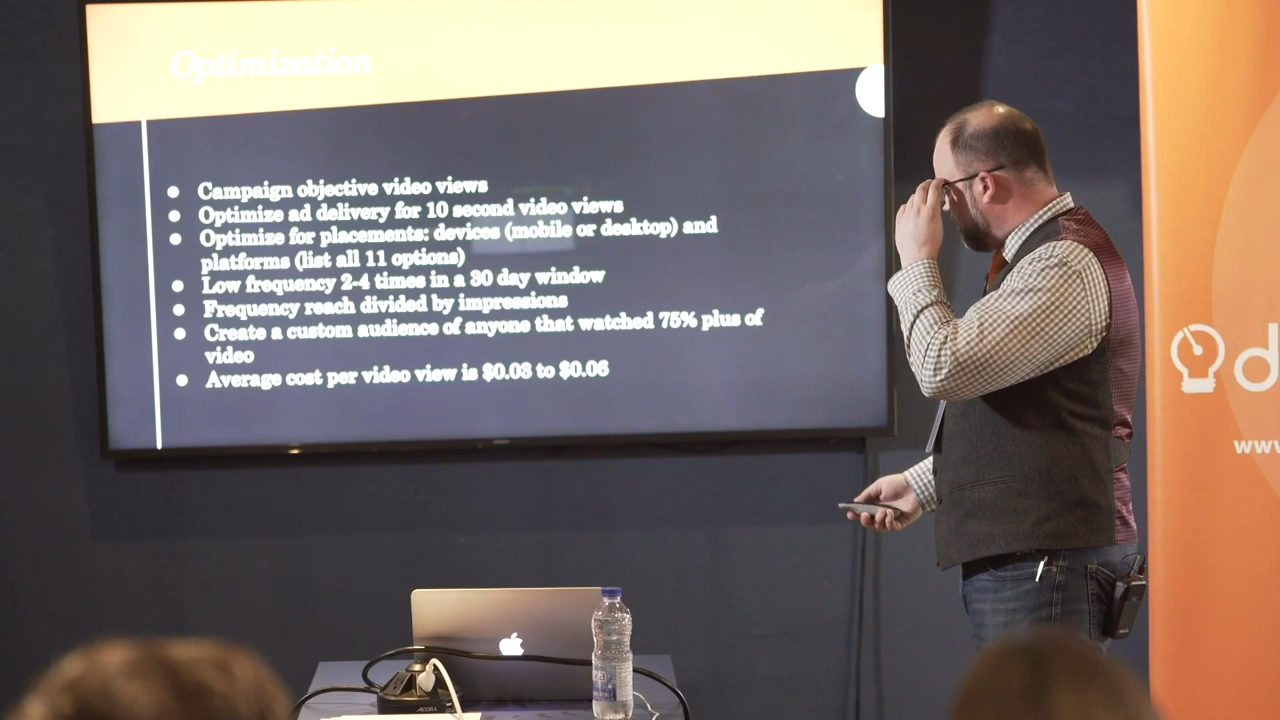 Optimization
● Campaign objective video views
● Optimize ad delivery for 10 second video views
● Optimize for placements: devices (mobile or desktop) and
platforms (list all 11 options)
● Low frequency 2-4 times in a 30 day window
● Frequency reach divided by impressions
● Create a custom audience of anyone that watched 75% plus of
video
● Average cost per video view is $0.03 to $0.06
d
www